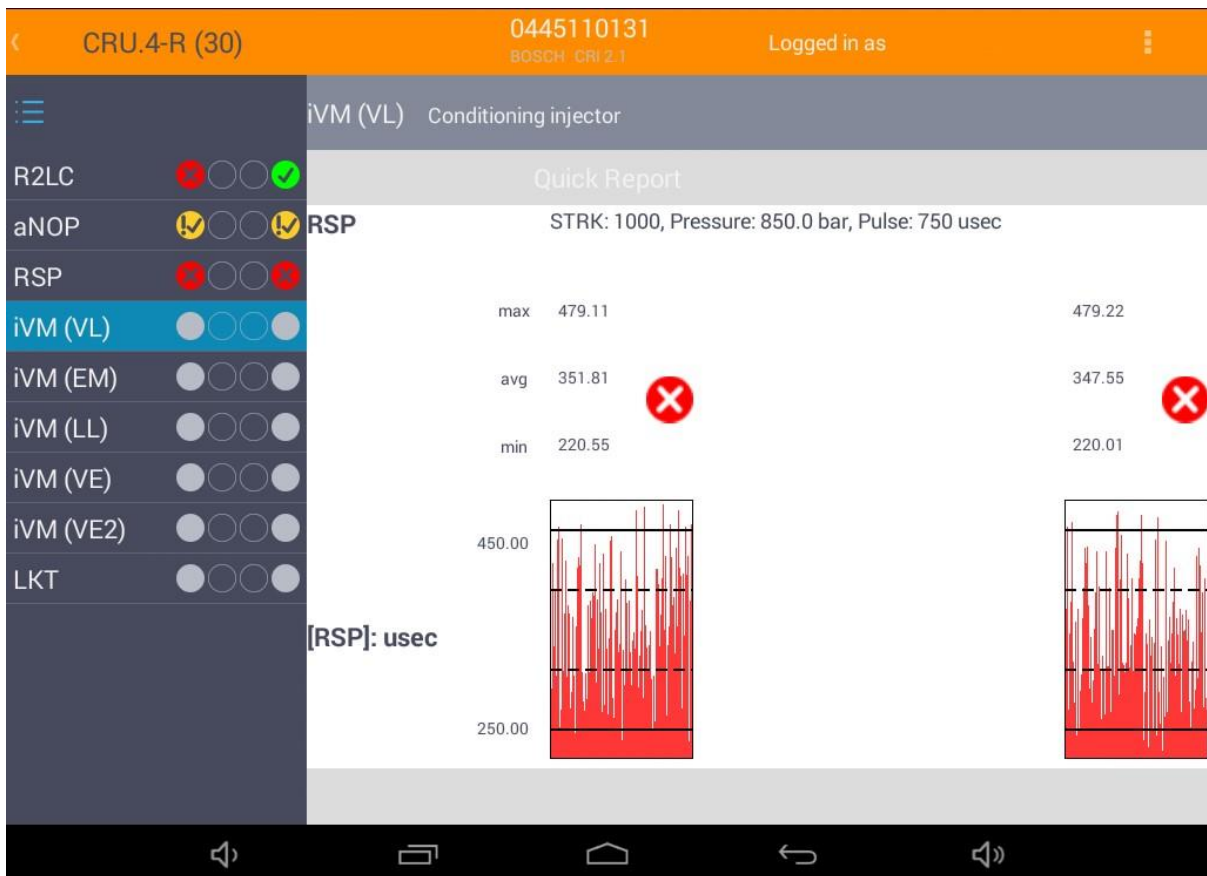 CRU.4-R (30)
0445110131
BOSCH CRI 2.1
Logged in as
iVM (VL) Conditioning injector
Quick Report
R2LC
aNOP
RSP
iVM (VL)
iVM (EM)
iVM (LL)
iVM (VE)
iVM (VE2)
LKT
RSP STRK: 1000, Pressure: 850.0 bar, Pulse: 750 usec
max 479.11 479.22
avg 351.81 347.55
min 220.55 220.01
450.00
[RSP]: usec
250.00